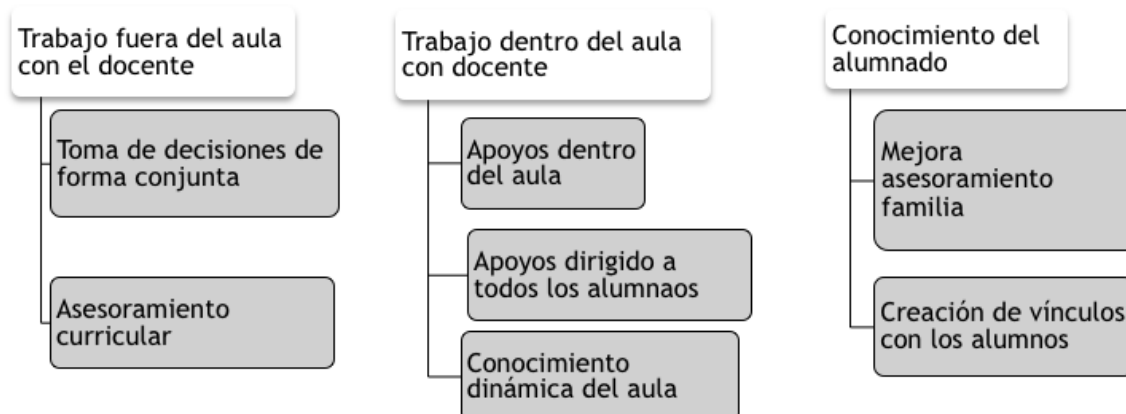 Trabajo fuera del aula
con el docente
Toma de decisiones de
forma conjunta
Asesoramiento
curricular
Trabajo dentro del aula
con docente
Apoyos dentro
del aula
Apoyos dirigido a
todos los alumnaos
Conocimiento
dinámica del aula
Conocimiento del
alumnado
Mejora
asesoramiento
familia
Creación de vínculos
con los alumnos